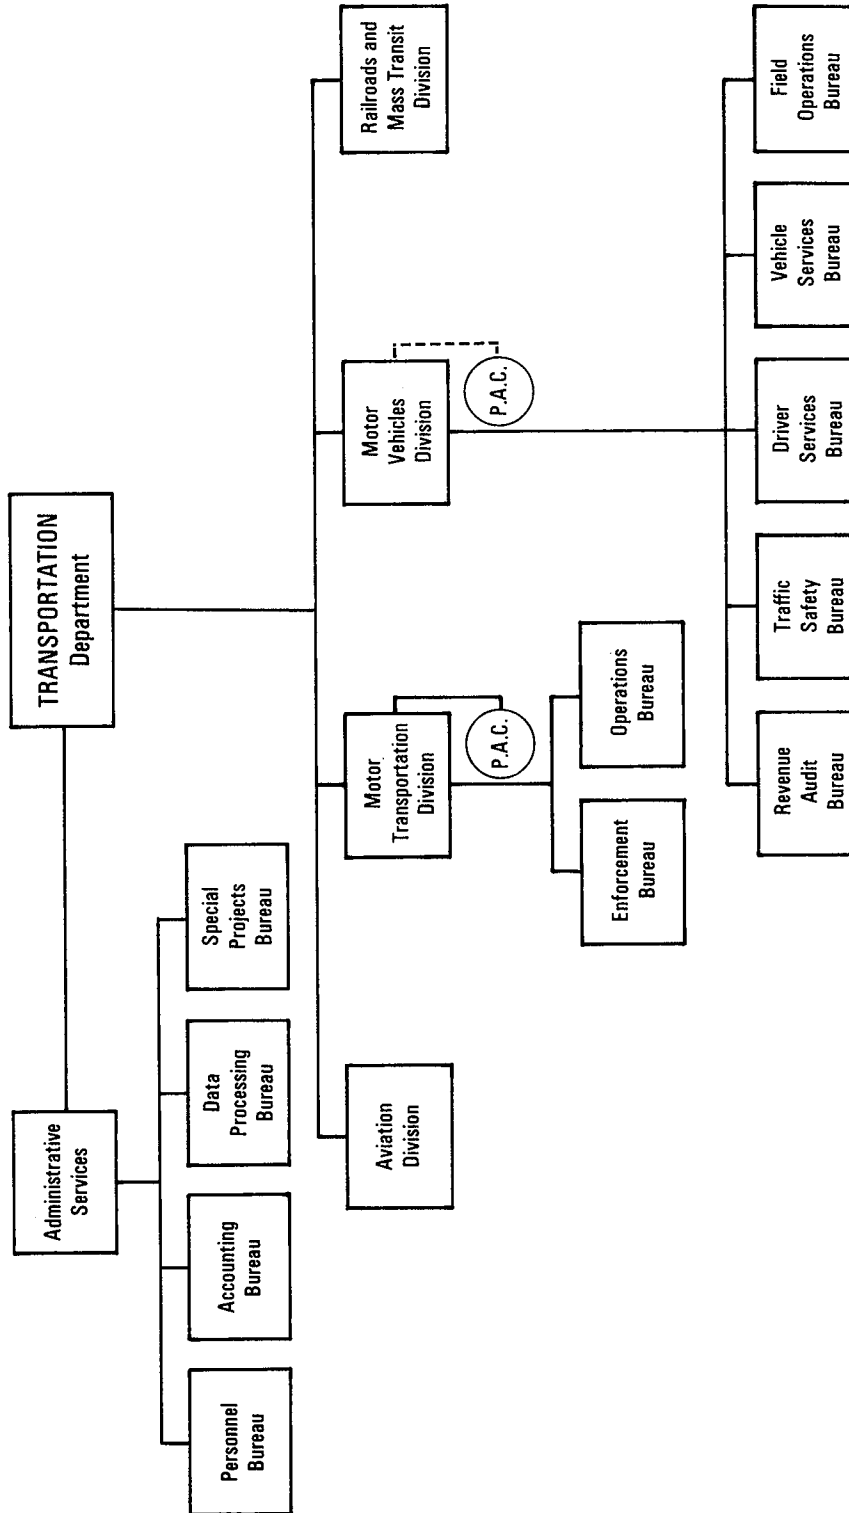 TRANSPORTATION
Department
Administrative
Services
Personnel
Bureau
Accounting
Bureau
Data
Processing
Bureau
Special
Projects
Bureau
Aviation
Division
Motor
Transportation
Division
P.A.C.
Motor
Vehicles
Division
P.A.C.
Railroads and
Mass Transit
Division
Enforcement
Bureau
Operations
Bureau
Revenue
Audit
Bureau
Traffic
Safety
Bureau
Driver
Services
Bureau
Vehicle
Services
Bureau
Field
Operations
Bureau